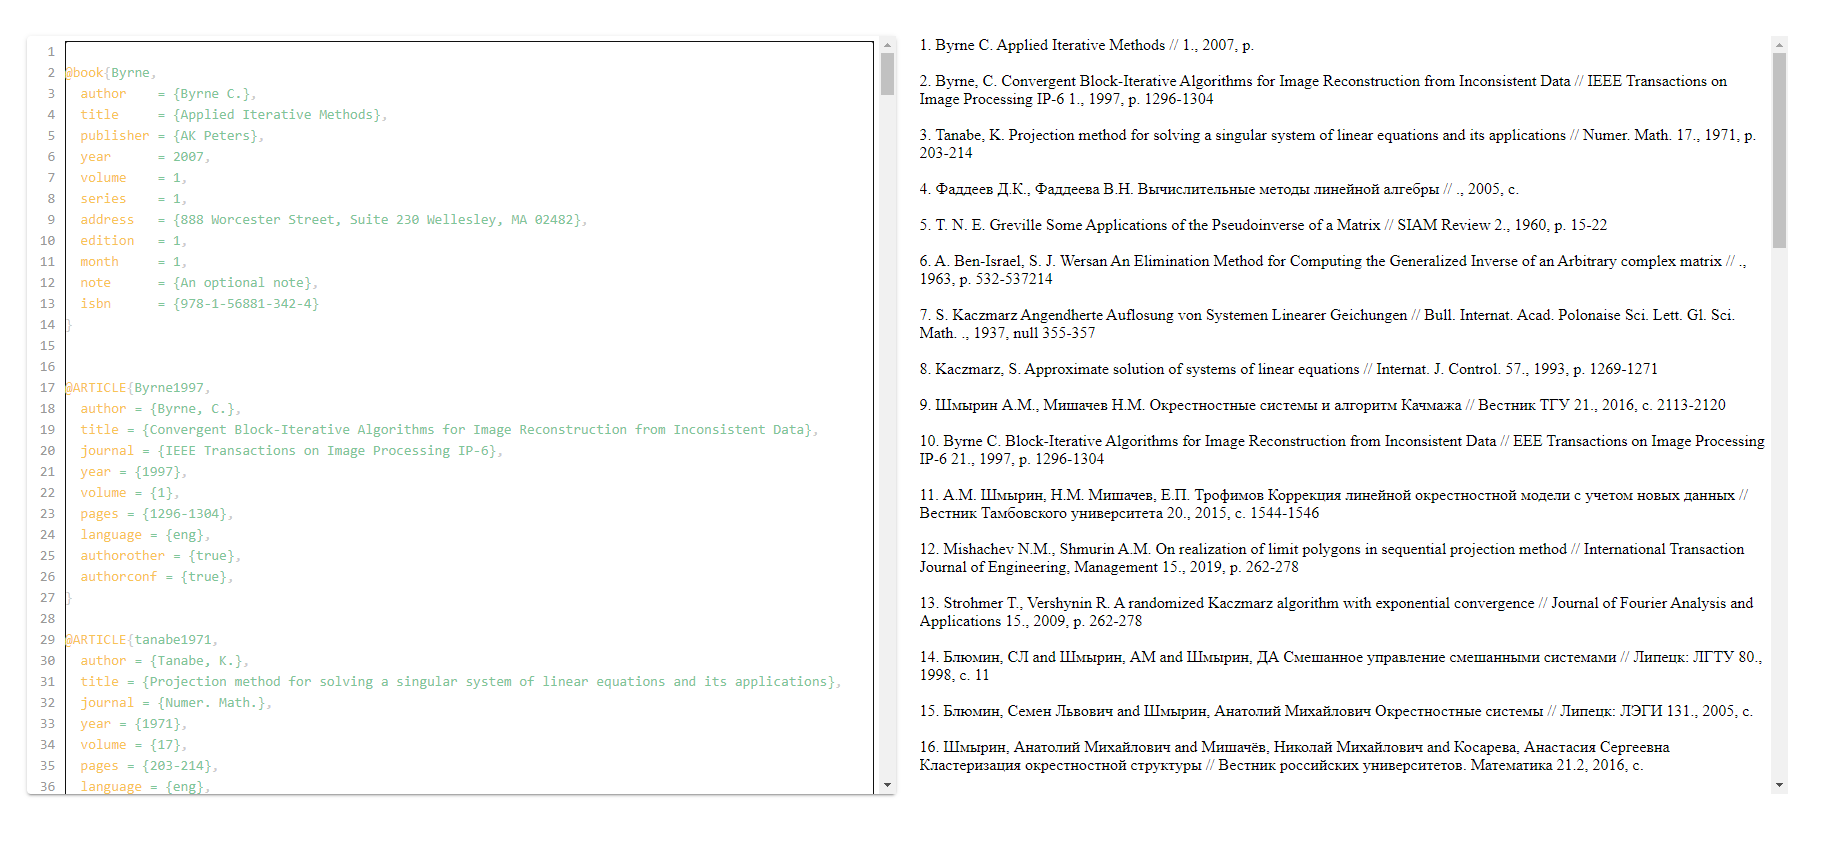 1
2 @book{Byrne,
3 author = {Byrne C.},
4 title = {Applied Iterative Methods},
5 publisher = {AK Peters},
6 year = 2007,
7 volume = 1,
8 series = 1,
9 address = {888 Worcester Street, Suite 230 Wellesley, MA 02482},
10 edition = 1,
11 month = 1,
12 note = {An optional note},
13 isbn = {978-1-56881-342-4}
14 }
15
16
17 @ARTICLE{Byrne1997,
18 author = {Byrne, C.},
19 title = {Convergent Block-Iterative Algorithms for Image Reconstruction from Inconsistent Data},
20 journal = {IEEE Transactions on Image Processing IP-6},
21 year = {1997},
22 volume = {1},
23 pages = {1296-1304},
24 language = {eng},
25 authorother = {true},
26 authorconf = {true},
27 }
28
29 @ARTICLE{tanabe1971,
30 author = {Tanabe, K.},
31 title = {Projection method for solving a singular system of linear equations and its applications},
32 journal = {Numer. Math.},
33 year = {1971},
34 volume = {17},
35 pages = {203-214},
36 language = {eng},
1. Byrne C. Applied Iterative Methods // 1., 2007, p.
2. Byrne, C. Convergent Block-Iterative Algorithms for Image Reconstruction from Inconsistent Data // IEEE Transactions on
Image Processing IP-6 1., 1997, p. 1296-1304
3. Tanabe, K. Projection method for solving a singular system of linear equations and its applications // Numer. Math. 17., 1971, p.
203-214
4. Фаддеев Д.К., Фаддеева В.Н. Вычислительные методы линейной алгебры // ., 2005, с.
5. T. N. E. Greville Some Applications of the Pseudoinverse of a Matrix // SIAM Review 2., 1960, p. 15-22
6. A. Ben-Israel, S. J. Wersan An Elimination Method for Computing the Generalized Inverse of an Arbitrary complex matrix // .,
1963, p. 532-537214
7. S. Kaczmarz Angendherte Auflosung von Systemen Linearer Geichungen // Bull. Internat. Acad. Polonaise Sci. Lett. Gl. Sci.
Math. ., 1937, null 355-357
8. Kaczmarz, S. Approximate solution of systems of linear equations // Internat. J. Control. 57., 1993, p. 1269-1271
9. Шмырин А.М., Мишачев Н.М. Окрестностные системы и алгоритм Качмажа // Вестник ТГУ 21., 2016, с. 2113-2120
10. Byrne C. Block-Iterative Algorithms for Image Reconstruction from Inconsistent Data // EEE Transactions on Image Processing
IP-6 21., 1997, p. 1296-1304
11. А.М. Шмырин, Н.М. Мишачев, Е.П. Трофимов Коррекция линейной окрестностной модели с учетом новых данных //
Вестник Тамбовского университета 20., 2015, с. 1544-1546
12. Mishachev N.M., Shmurin A.M. On realization of limit polygons in sequential projection method // International Transaction
Journal of Engineering, Management 15., 2019, p. 262-278
13. Strohmer T., Vershynin R. A randomized Kaczmarz algorithm with exponential convergence // Journal of Fourier Analysis and
Applications 15., 2009, p. 262-278
14. Блюмин, СЛ and Шмырин, АМ and Шмырин, ДА Смешанное управление смешанными системами // Липецк: ЛГТУ 80.,
1998, с. 11
15. Блюмин, Семен Львович and Шмырин, Анатолий Михайлович Окрестностные системы // Липецк: ЛЭГИ 131., 2005, с.
16. Шмырин, Анатолий Михайлович and Мишачёв, Николай Михайлович and Косарева, Анастасия Сергеевна
Кластеризация окрестностной структуры // Вестник российских университетов. Математика 21.2, 2016, с.